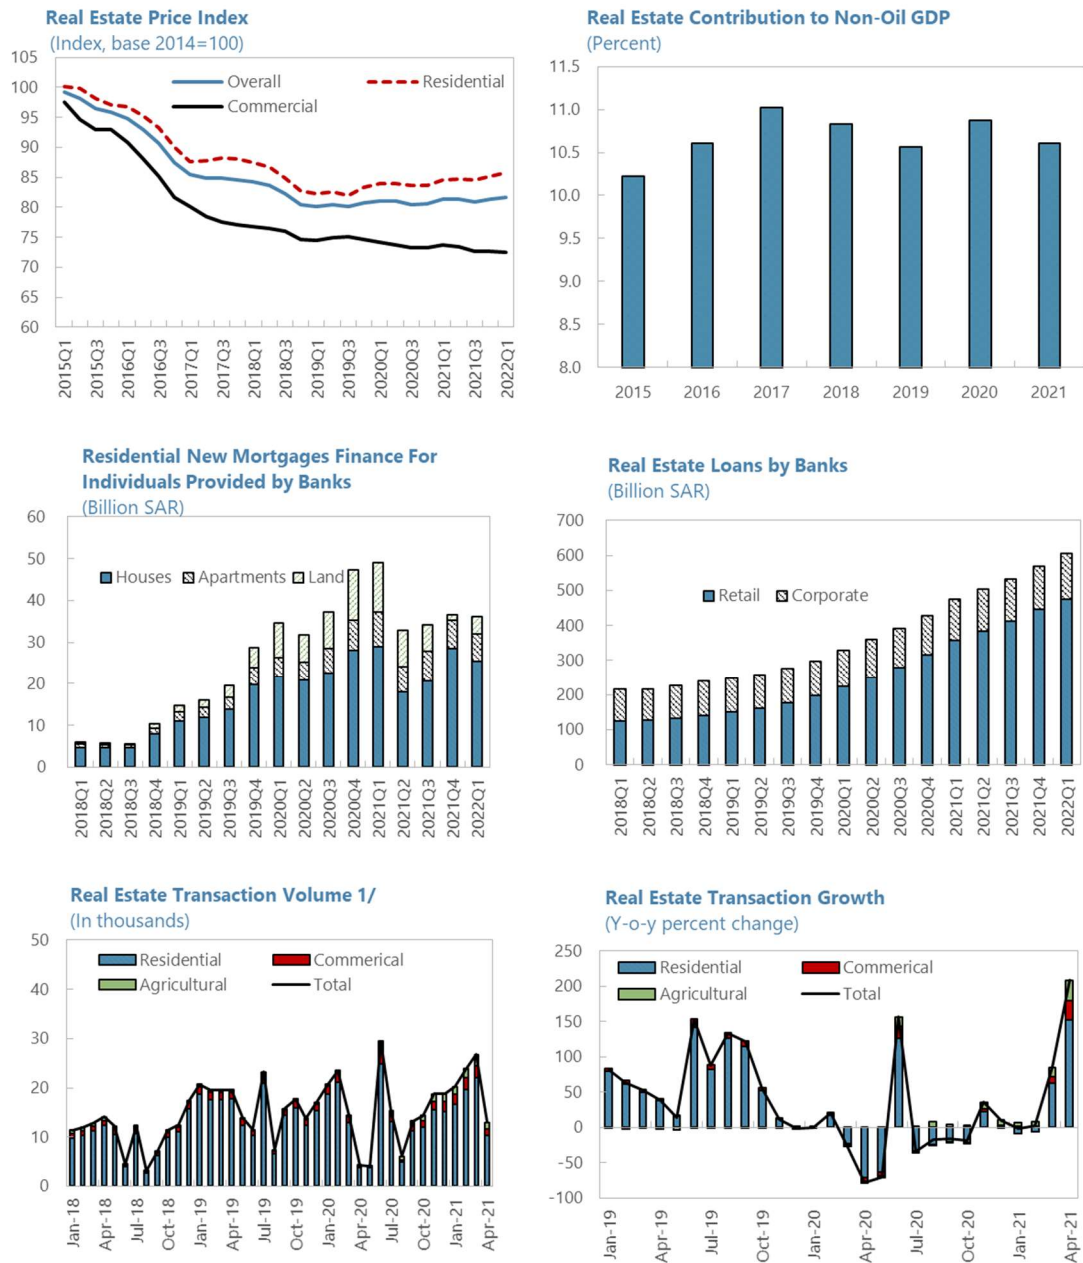 Real Estate Price Index
(Index, base 2014=100)
105
100
95
90
85
80
75
70
65
60
Overall
Residential
Commercial
2015Q1
2015Q3
2016Q1
2016Q3
2017Q1
2017Q3
2018Q1
2018Q3
2019Q1
2019Q3
2020Q1
2020Q3
2021Q1
2021Q3
2022Q1
Real Estate Contribution to Non-Oil GDP
(Percent)
11.5
11.0
10.5
10.0
9.5
9.0
8.5
8.0
2015
2016
2017
2018
2019
2020
2021
Residential New Mortgages Finance For
Individuals Provided by Banks
(Billion SAR)
60
50
40
30
20
10
0
Houses
Apartments
Land
2018Q1
2018Q2
2018Q3
2018Q4
2019Q1
2019Q2
2019Q3
2019Q4
2020Q1
2020Q2
2020Q3
2020Q4
2021Q1
2021Q2
2021Q3
2021Q4
2022Q1
Real Estate Loans by Banks
(Billion SAR)
700
600
500
400
300
200
100
0
Retail
Corporate
2018Q1
2018Q2
2018Q3
2018Q4
2019Q1
2019Q2
2019Q3
2019Q4
2020Q1
2020Q2
2020Q3
2020Q4
2021Q1
2021Q2
2021Q3
2021Q4
2022Q1
Real Estate Transaction Volume 1/
(In thousands)
50
40
30
20
10
0
Residential
Commerical
Agricultural
Total
Jan-18
Apr-18
Jul-18
Oct-18
Jan-19
Apr-19
Jul-19
Oct-19
Jan-20
Apr-20
Jul-20
Oct-20
Jan-21
Apr-21
Real Estate Transaction Growth
(Y-o-y percent change)
250
200
150
100
50
0
-50
-100
Residential
Commerical
Agricultural
Total
Jan-19
Apr-19
Jul-19
Oct-19
Jan-20
Apr-20
Jul-20
Oct-20
Jan-21
Apr-21